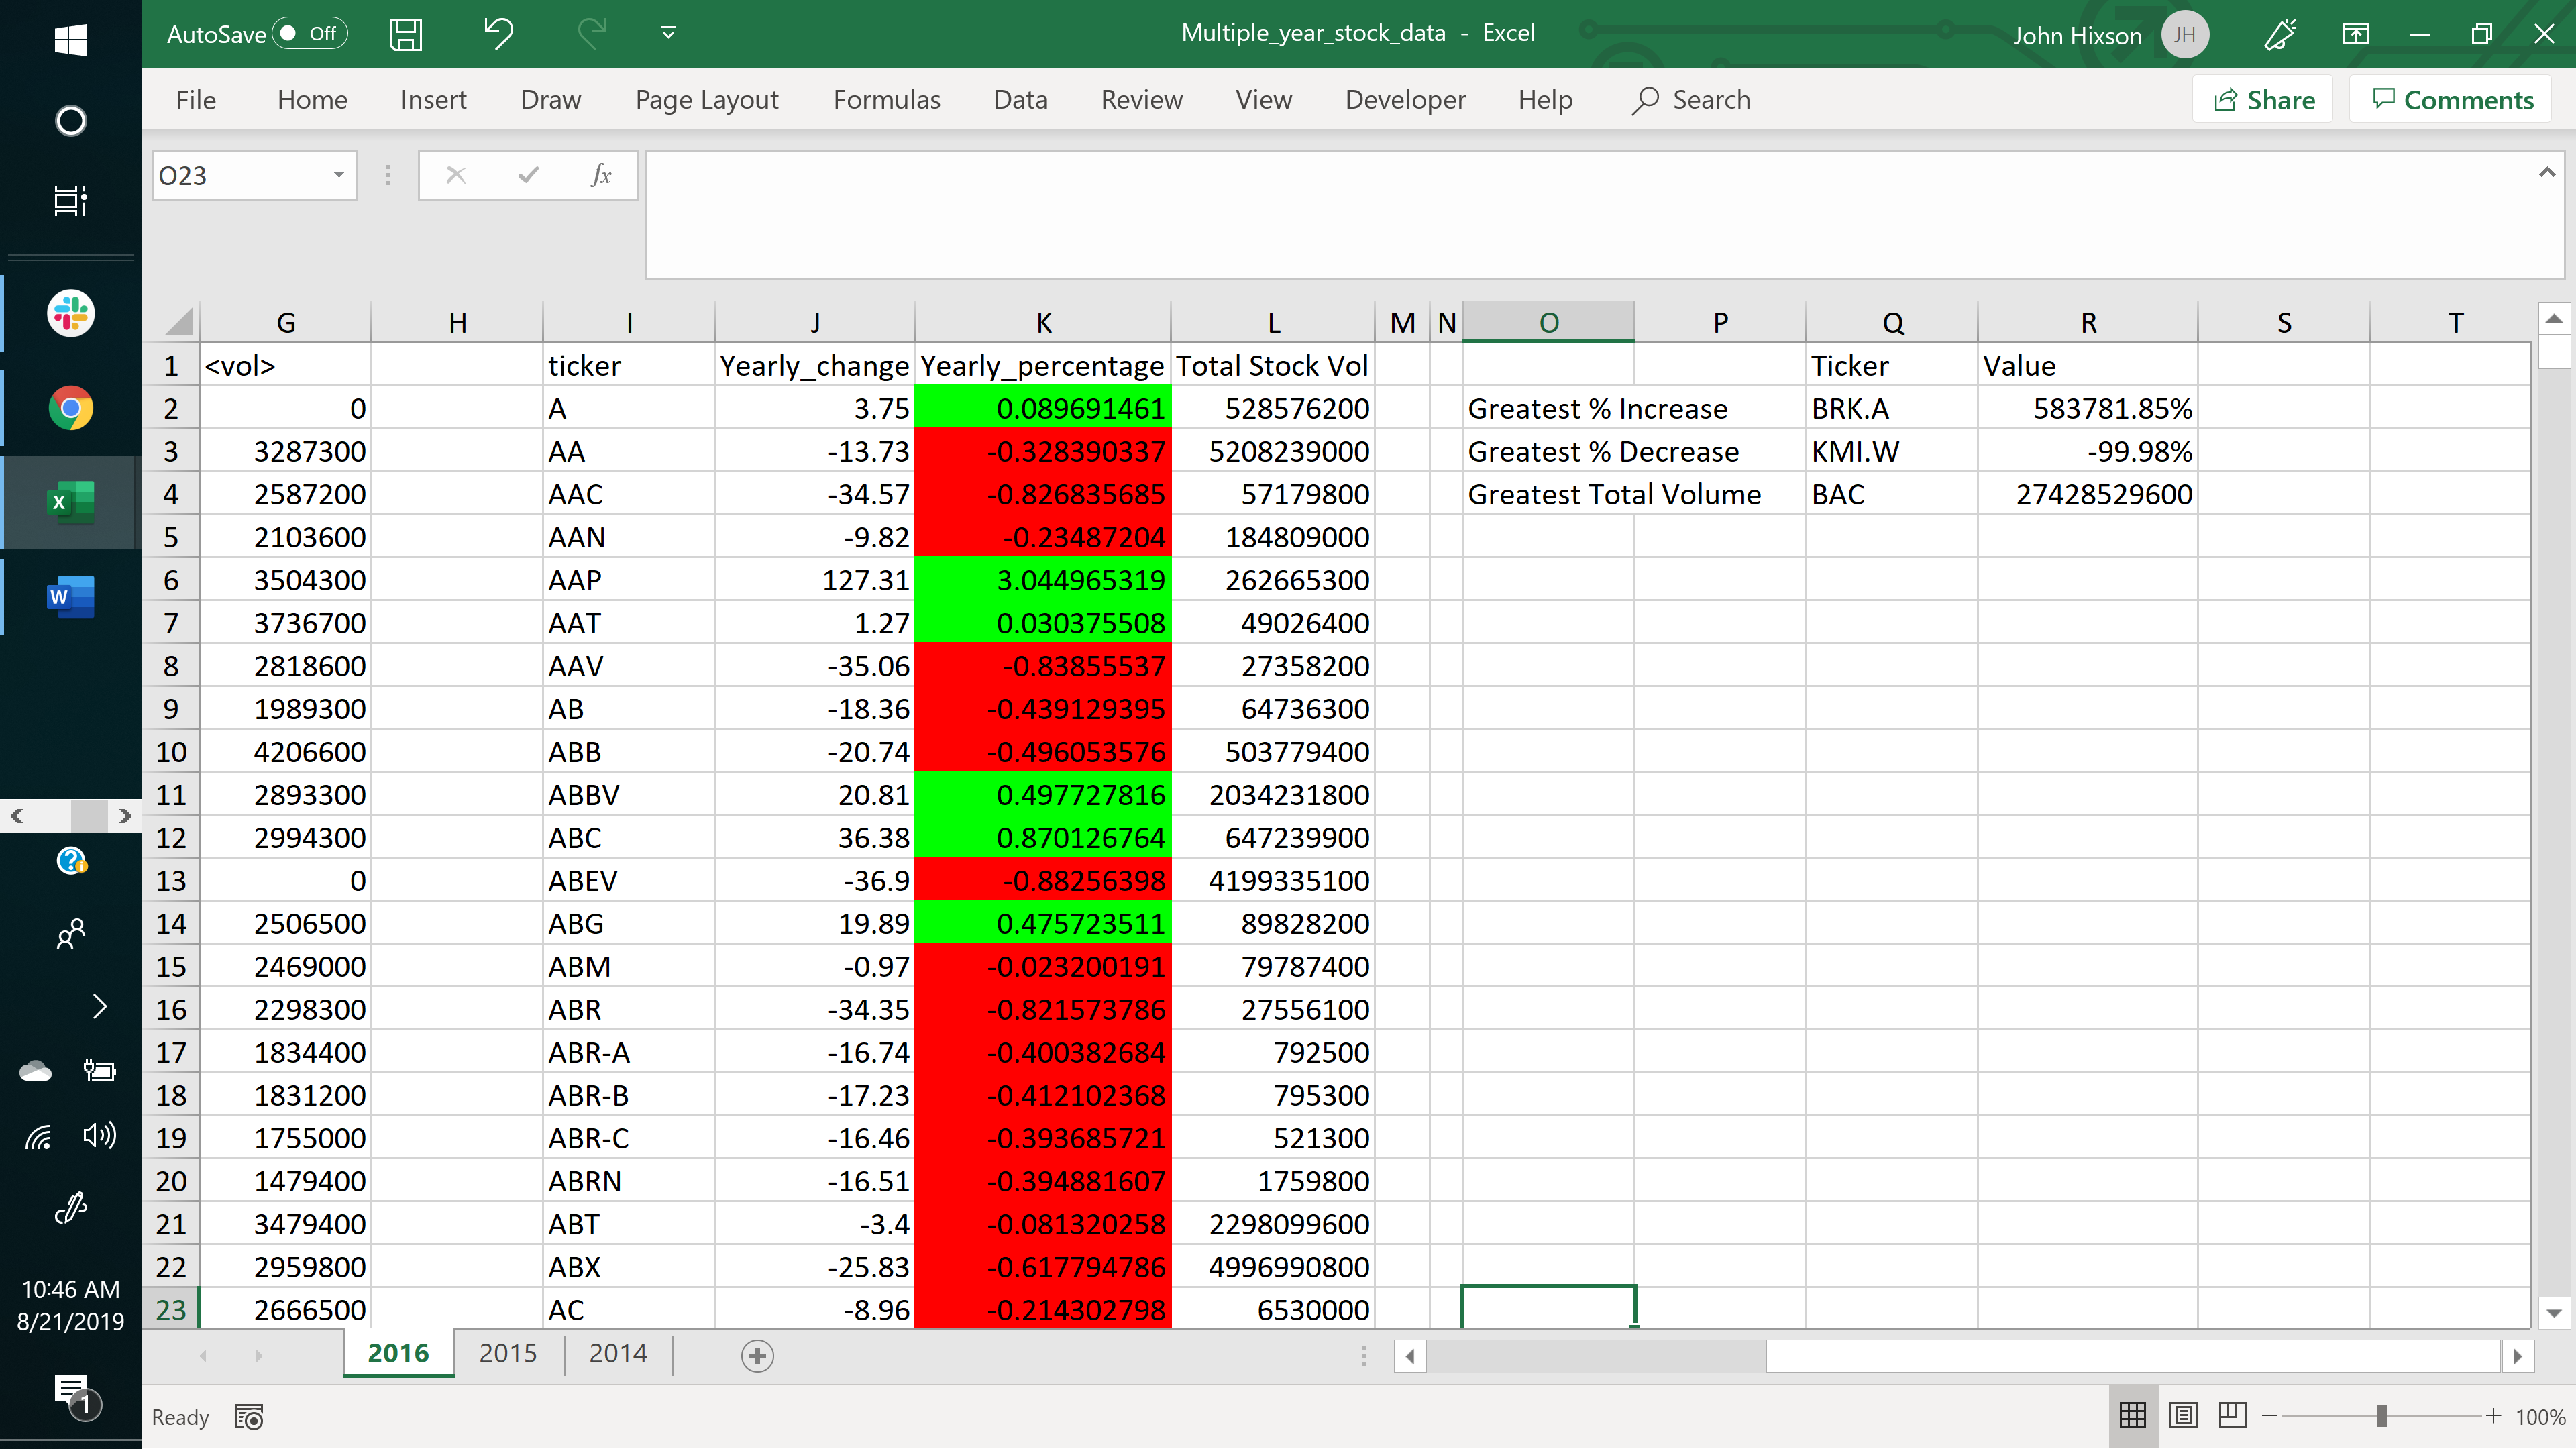 AutoSave Off Multiple_year_stock_data - Excel John Hixson JH
File Home Insert Draw Page Layout Formulas Data Review View Developer Help Search Share Comments
O23 fx
G H I J K L M N O P Q R S T
1 <vol> ticker Yearly_change Yearly_percentage Total Stock Vol Ticker Value
2 0 A 3.75 0.089691461 528576200 Greatest % Increase BRK.A 583781.85%
3 3287300 AA -13.73 -0.328390337 5208239000 Greatest % Decrease KMI.W -99.98%
4 2587200 AAC -34.57 -0.826835685 57179800 Greatest Total Volume BAC 27428529600
5 2103600 AAN -9.82 -0.23487204 184809000
6 3504300 AAP 127.31 3.044965319 262665300
7 3736700 AAT 1.27 0.030375508 49026400
8 2818600 AAV -35.06 -0.83855537 27358200
9 1989300 AB -18.36 -0.439129395 64736300
10 4206600 ABB -20.74 -0.496053576 503779400
11 2893300 ABBV 20.81 0.497727816 2034231800
12 2994300 ABC 36.38 0.870126764 647239900
13 0 ABEV -36.9 -0.88256398 4199335100
14 2506500 ABG 19.89 0.475723511 89828200
15 2469000 ABM -0.97 -0.023200191 79787400
16 2298300 ABR -34.35 -0.821573786 27556100
17 1834400 ABR-A -16.74 -0.400382684 792500
18 1831200 ABR-B -17.23 -0.412102368 795300
19 1755000 ABR-C -16.46 -0.393685721 521300
20 1479400 ABRN -16.51 -0.394881607 1759800
21 3479400 ABT -3.4 -0.081320258 2298099600
22 2959800 ABX -25.83 -0.617794786 4996990800
23 2666500 AC -8.96 -0.214302798 6530000
2016 2015 2014
Ready 100%
X
W
10:46 AM
8/21/2019
1